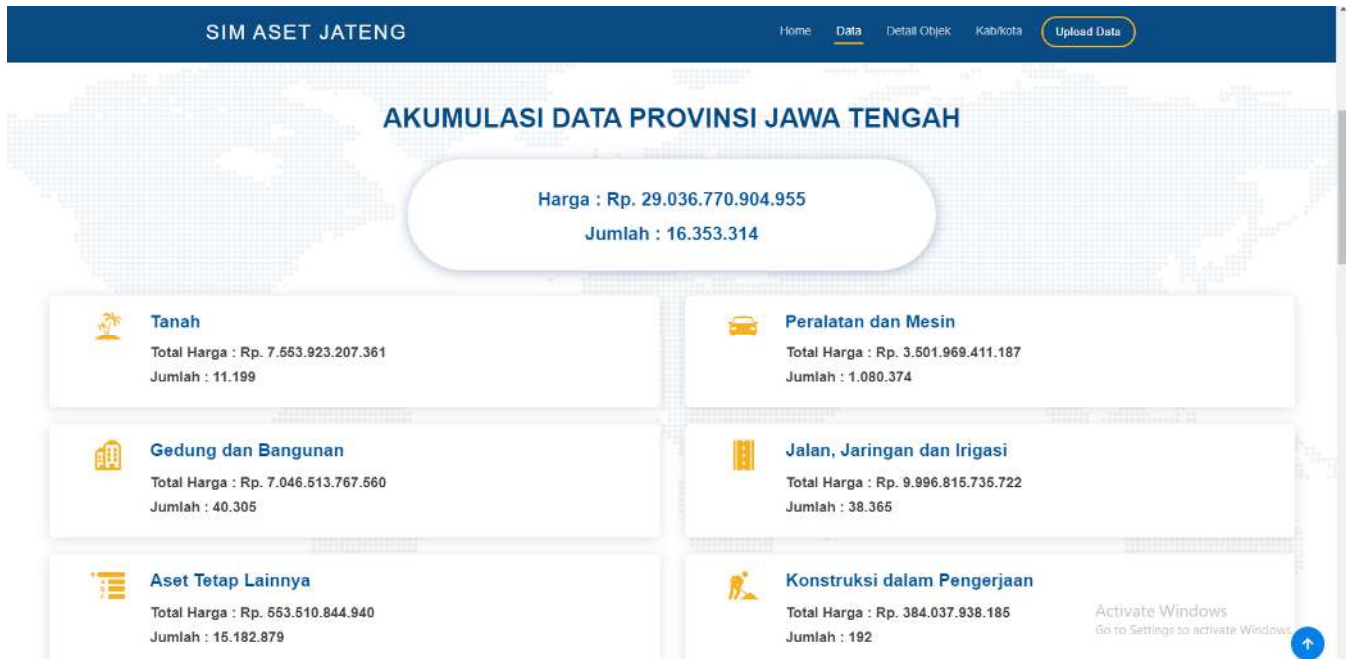 SIM ASET JATENG
Home Data Detail Objek Kab/kota Upload Data
AKUMULASI DATA PROVINSI JAWA TENGAH
Harga : Rp. 29.036.770.904.955
Jumlah : 16.353.314
Tanah
Total Harga : Rp. 7.553.923.207.361
Jumlah : 11.199
Peralatan dan Mesin
Total Harga : Rp. 3.501.969.411.187
Jumlah : 1.080.374
Gedung dan Bangunan
Total Harga : Rp. 7.046.513.767.560
Jumlah : 40.305
Jalan, Jaringan dan Irigasi
Total Harga : Rp. 9.996.815.735.722
Jumlah : 38.365
Aset Tetap Lainnya
Total Harga : Rp. 553.510.844.940
Jumlah : 15.182.879
Konstruksi dalam Pengerjaan
Total Harga : Rp. 384.037.938.185
Jumlah : 192
Activate Windows
Go to Settings to activate Windows.